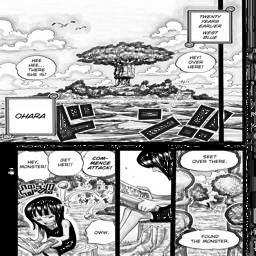 TWENTY
YEARS
EARLIER
WEST
BLUE
HEE
HEE...
THERE
SHE IS!
HEY!
OVER
HERE!
OHARA
HEY,
MONSTER!
GET
HER!!
COM-
MENCE
ATTACK!
OWW.
OVER THERE.
FOUND
THE MONSTER.